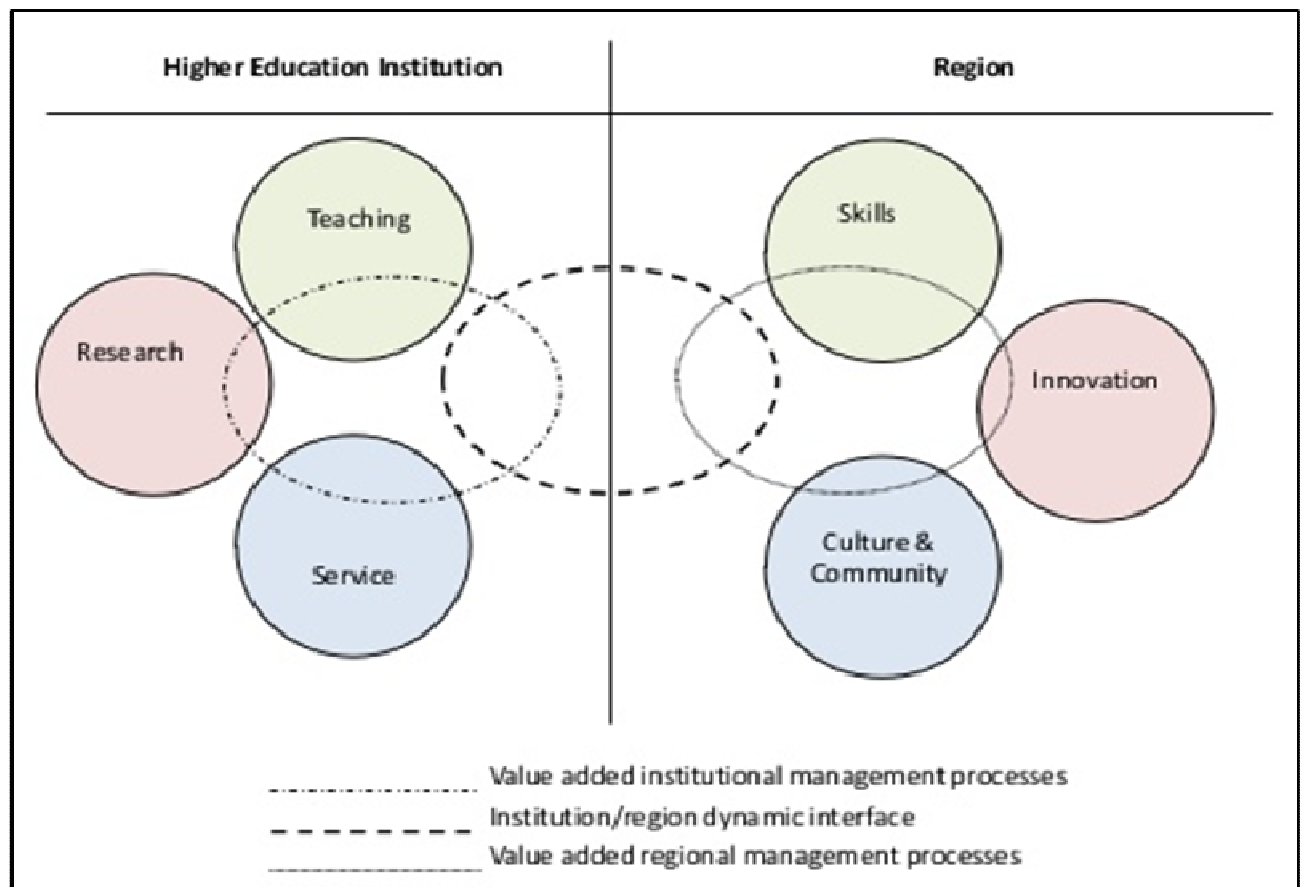 Higher Education Institution
Region
Teaching
Skills
Research
Innovation
Service
Culture &
Community
Value added institutional management processes
Institution/region dynamic interface
Value added regional management processes